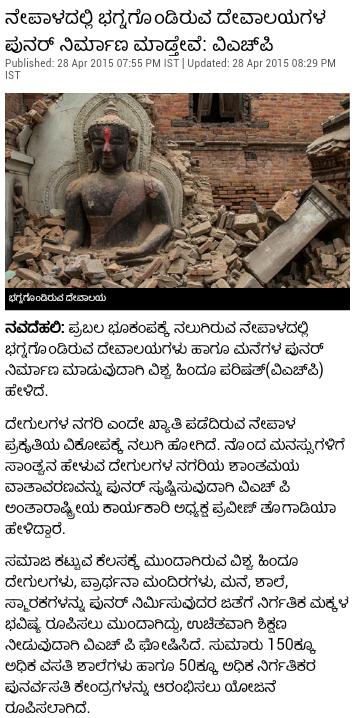 ನೇಪಾಳದಲ್ಲಿ ಭಗ್ನಗೊಂಡಿರುವ ದೇವಾಲಯಗಳ
ಪುನರ್ ನಿರ್ಮಾಣ ಮಾಡ್ತೇವೆ: ವಿಎಚ್‌ಪಿ
Published: 28 Apr 2015 07:55 PM IST | Updated: 28 Apr 2015 08:29 PM
IST
ಭಗ್ನಗೊಂಡಿರುವ ದೇವಾಲಯ
ನವದೆಹಲಿ: ಪ್ರಬಲ ಭೂಕಂಪಕ್ಕೆ ನಲುಗಿರುವ ನೇಪಾಳದಲ್ಲಿ
ಭಗ್ನಗೊಂಡಿರುವ ದೇವಾಲಯಗಳು ಹಾಗೂ ಮನೆಗಳ ಪುನರ್
ನಿರ್ಮಾಣ ಮಾಡುವುದಾಗಿ ವಿಶ್ವ ಹಿಂದೂ ಪರಿಷತ್(ವಿಎಚ್‌ಪಿ)
ಹೇಳಿದೆ.
ದೇಗುಲಗಳ ನಗರಿ ಎಂದೇ ಖ್ಯಾತಿ ಪಡೆದಿರುವ ನೇಪಾಳ
ಪ್ರಕೃತಿಯ ವಿಕೋಪಕ್ಕೆ ನಲುಗಿ ಹೋಗಿದೆ. ನೊಂದ ಮನಸ್ಸುಗಳಿಗೆ
ಸಾಂತ್ವನ ಹೇಳುವ ದೇಗುಲಗಳ ನಗರಿಯ ಶಾಂತಮಯ
ವಾತಾವರಣವನ್ನು ಪುನರ್ ಸೃಷ್ಟಿಸುವುದಾಗಿ ವಿಎಚ್ ಪಿ
ಅಂತಾರಾಷ್ಟ್ರೀಯ ಕಾರ್ಯಕಾರಿ ಅಧ್ಯಕ್ಷ ಪ್ರವೀಣ್ ತೊಗಾಡಿಯಾ
ಹೇಳಿದ್ದಾರೆ.
ಸಮಾಜ ಕಟ್ಟುವ ಕೆಲಸಕ್ಕೆ ಮುಂದಾಗಿರುವ ವಿಶ್ವ ಹಿಂದೂ
ದೇಗುಲಗಳು, ಪ್ರಾರ್ಥನಾ ಮಂದಿರಗಳು, ಮನೆ, ಶಾಲೆ,
ಸ್ಮಾರಕಗಳನ್ನು ಪುನರ್ ನಿರ್ಮಿಸುವುದರ ಜತೆಗೆ ನಿರ್ಗತಿಕ ಮಕ್ಕಳ
ಭವಿಷ್ಯ ರೂಪಿಸಲು ಮುಂದಾಗಿದ್ದು, ಉಚಿತವಾಗಿ ಶಿಕ್ಷಣ
ನೀಡುವುದಾಗಿ ವಿಎಚ್ ಪಿ ಘೋಷಿಸಿದೆ. ಸುಮಾರು 150ಕ್ಕೂ
ಅಧಿಕ ವಸತಿ ಶಾಲೆಗಳು ಹಾಗೂ 50ಕ್ಕೂ ಅಧಿಕ ನಿರ್ಗತಿಕರ
ಪುನರ್ವಸತಿ ಕೇಂದ್ರಗಳನ್ನು ಆರಂಭಿಸಲು ಯೋಜನೆ
ರೂಪಿಸಲಾಗಿದೆ.